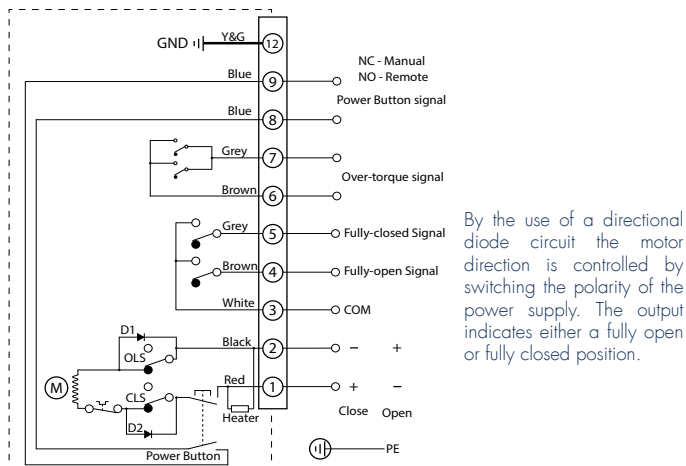 GND
Y&G
12
Blue
9
NC - Manual
NO - Remote
Power Button signal
Blue
8
Grey
7
Over-torque signal
Brown
6
Grey
5
Fully-closed Signal
Brown
4
Fully-open Signal
White
3
COM
D1
OLS
Black
2
− +
M
CLS
Red
1
+ −
D2
Heater
Close Open
Power Button
PE
By the use of a directional
diode circuit the motor
direction is controlled by
switching the polarity of the
power supply. The output
indicates either a fully open
or fully closed position.